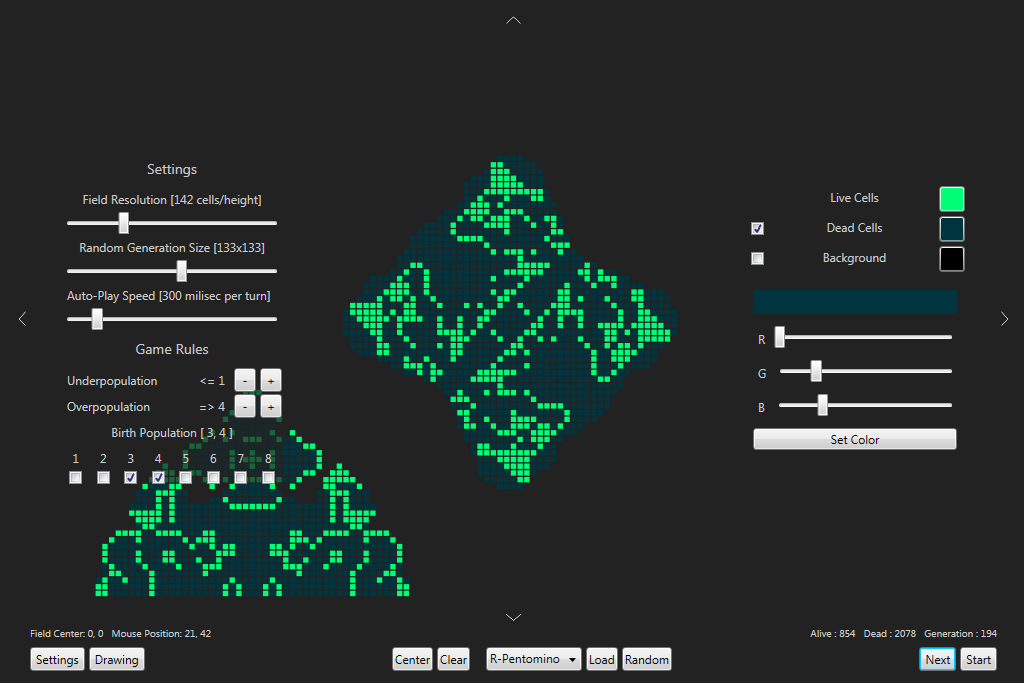 Settings
Field Resolution [142 cells/height]
Random Generation Size [133x133]
Auto-Play Speed [300 milisec per turn]
Game Rules
Underpopulation <= 1 - +
Overpopulation => 4 - +
Birth Population [ 3, 4 ]
1 2 3 4 5 6 7 8
Live Cells
Dead Cells
Background
R
G
B
Set Color
Field Center: 0, 0 Mouse Position: 21, 42
Alive : 854 Dead : 2078 Generation : 194
Settings Drawing Center Clear R-Pentomino Load Random Next Start